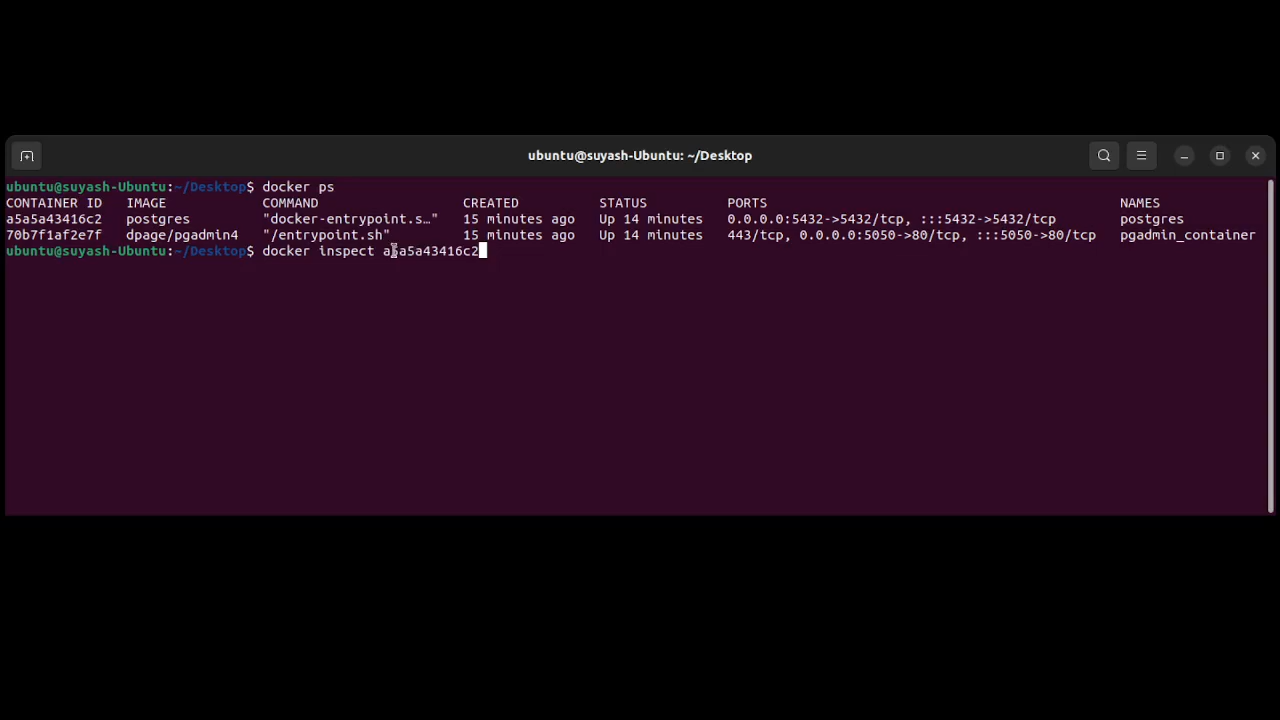 ubuntu@suyash-Ubuntu: ~/Desktop
ubuntu@suyash-Ubuntu:~/Desktop$ docker ps
CONTAINER ID   IMAGE            COMMAND                  CREATED          STATUS          PORTS                                            NAMES
a5a5a43416c2   postgres         "docker-entrypoint.s…"   15 minutes ago   Up 14 minutes   0.0.0.0:5432->5432/tcp, :::5432->5432/tcp        postgres
70b7f1af2e7f   dpage/pgadmin4   "/entrypoint.sh"         15 minutes ago   Up 14 minutes   443/tcp, 0.0.0.0:5050->80/tcp, :::5050->80/tcp   pgadmin_container
ubuntu@suyash-Ubuntu:~/Desktop$ docker inspect a5a5a43416c2